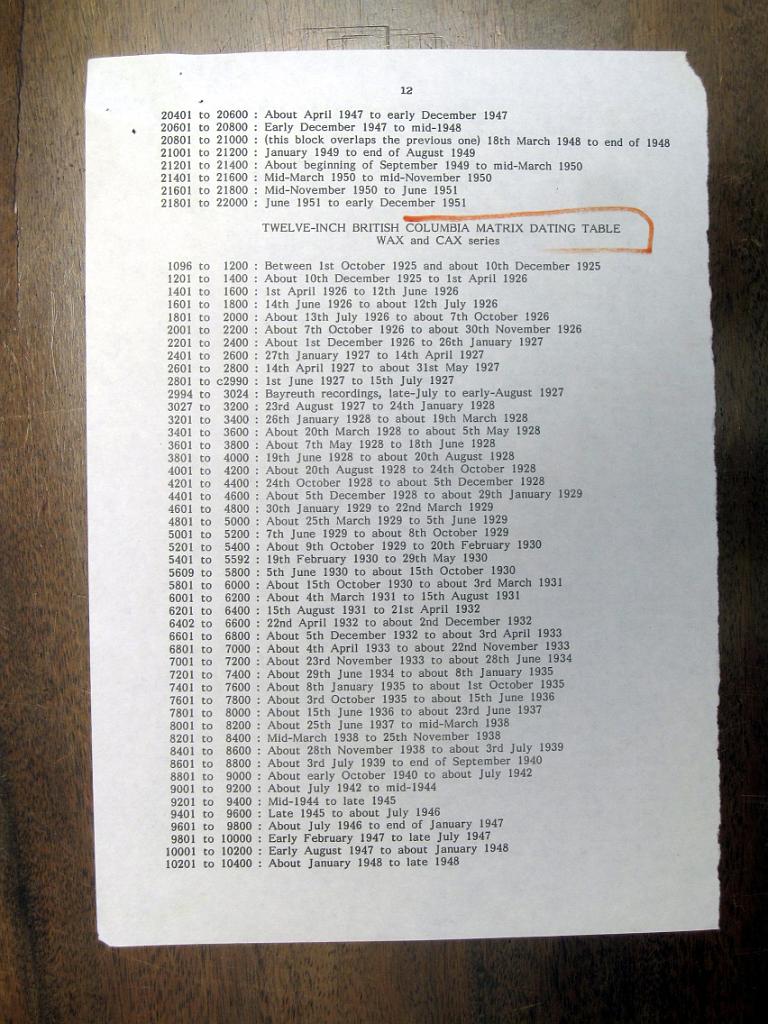 12
20401 to 20600 : About April 1947 to early December 1947
20601 to 20800 : Early December 1947 to mid-1948
20801 to 21000 : (this block overlaps the previous one) 18th March 1948 to end of 1948
21001 to 21200 : January 1949 to end of August 1949
21201 to 21400 : About beginning of September 1949 to mid-March 1950
21401 to 21600 : Mid-March 1950 to mid-November 1950
21601 to 21800 : Mid-November 1950 to June 1951
21801 to 22000 : June 1951 to early December 1951
TWELVE-INCH BRITISH COLUMBIA MATRIX DATING TABLE
WAX and CAX series
1096 to 1200 : Between 1st October 1925 and about 10th December 1925
1201 to 1400 : About 10th December 1925 to 1st April 1926
1401 to 1600 : 1st April 1926 to 12th June 1926
1601 to 1800 : 14th June 1926 to about 12th July 1926
1801 to 2000 : About 13th July 1926 to about 7th October 1926
2001 to 2200 : About 7th October 1926 to about 30th November 1926
2201 to 2400 : About 1st December 1926 to 26th January 1927
2401 to 2600 : 27th January 1927 to 14th April 1927
2601 to 2800 : 14th April 1927 to about 31st May 1927
2801 to c2990 : 1st June 1927 to 15th July 1927
2994 to 3024 : Bayreuth recordings, late-July to early-August 1927
3027 to 3200 : 23rd August 1927 to 24th January 1928
3201 to 3400 : 26th January 1928 to about 19th March 1928
3401 to 3600 : About 20th March 1928 to about 5th May 1928
3601 to 3800 : About 7th May 1928 to 18th June 1928
3801 to 4000 : 19th June 1928 to about 20th August 1928
4001 to 4200 : About 20th August 1928 to 24th October 1928
4201 to 4400 : 24th October 1928 to about 5th December 1928
4401 to 4600 : About 5th December 1928 to about 29th January 1929
4601 to 4800 : 30th January 1929 to 22nd March 1929
4801 to 5000 : About 25th March 1929 to 5th June 1929
5001 to 5200 : 7th June 1929 to about 8th October 1929
5201 to 5400 : About 9th October 1929 to 20th February 1930
5401 to 5592 : 19th February 1930 to 29th May 1930
5609 to 5800 : 5th June 1930 to about 15th October 1930
5801 to 6000 : About 15th October 1930 to about 3rd March 1931
6001 to 6200 : About 4th March 1931 to 15th August 1931
6201 to 6400 : 15th August 1931 to 21st April 1932
6402 to 6600 : 22nd April 1932 to about 2nd December 1932
6601 to 6800 : About 5th December 1932 to about 3rd April 1933
6801 to 7000 : About 4th April 1933 to about 22nd November 1933
7001 to 7200 : About 23rd November 1933 to about 28th June 1934
7201 to 7400 : About 29th June 1934 to about 8th January 1935
7401 to 7600 : About 8th January 1935 to about 1st October 1935
7601 to 7800 : About 3rd October 1935 to about 15th June 1936
7801 to 8000 : About 15th June 1936 to about 23rd June 1937
8001 to 8200 : About 25th June 1937 to mid-March 1938
8201 to 8400 : Mid-March 1938 to 25th November 1938
8401 to 8600 : About 28th November 1938 to about 3rd July 1939
8601 to 8800 : About 3rd July 1939 to end of September 1940
8801 to 9000 : About early October 1940 to about July 1942
9001 to 9200 : About July 1942 to mid-1944
9201 to 9400 : Mid-1944 to late 1945
9401 to 9600 : Late 1945 to about July 1946
9601 to 9800 : About July 1946 to end of January 1947
9801 to 10000 : Early February 1947 to late July 1947
10001 to 10200 : Early August 1947 to about January 1948
10201 to 10400 : About January 1948 to late 1948